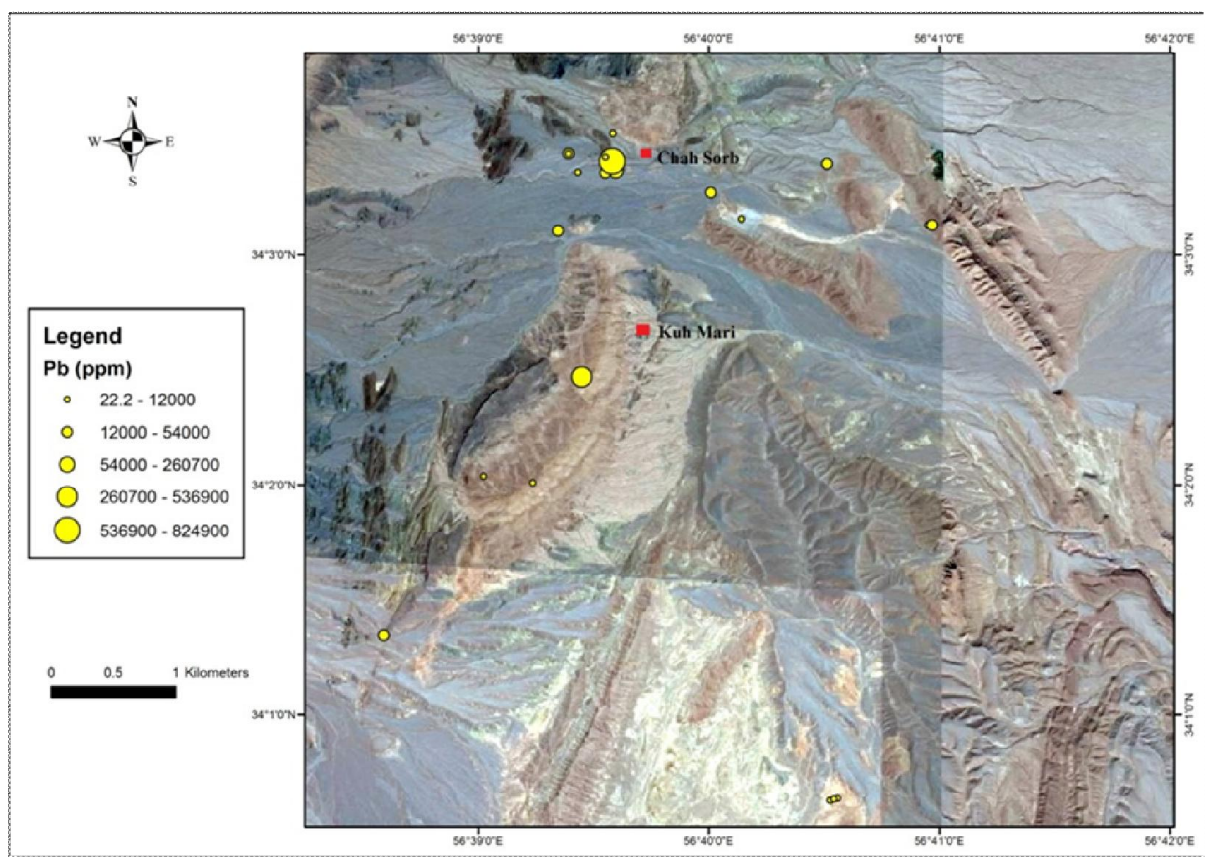 56°39'0"E 56°40'0"E 56°41'0"E 56°42'0"E
N
W E
S
Chah Sorb
34°3'0"N 34°3'0"N
Kuh Mari
Legend
Pb (ppm)
22.2 - 12000
12000 - 54000
54000 - 260700
260700 - 536900
536900 - 824900
34°2'0"N 34°2'0"N
0 0.5 1 Kilometers
34°1'0"N 34°1'0"N
56°39'0"E 56°40'0"E 56°41'0"E 56°42'0"E